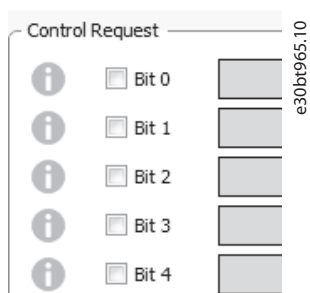 Control Request
Bit 0
Bit 1
Bit 2
Bit 3
Bit 4
e30bt965.10